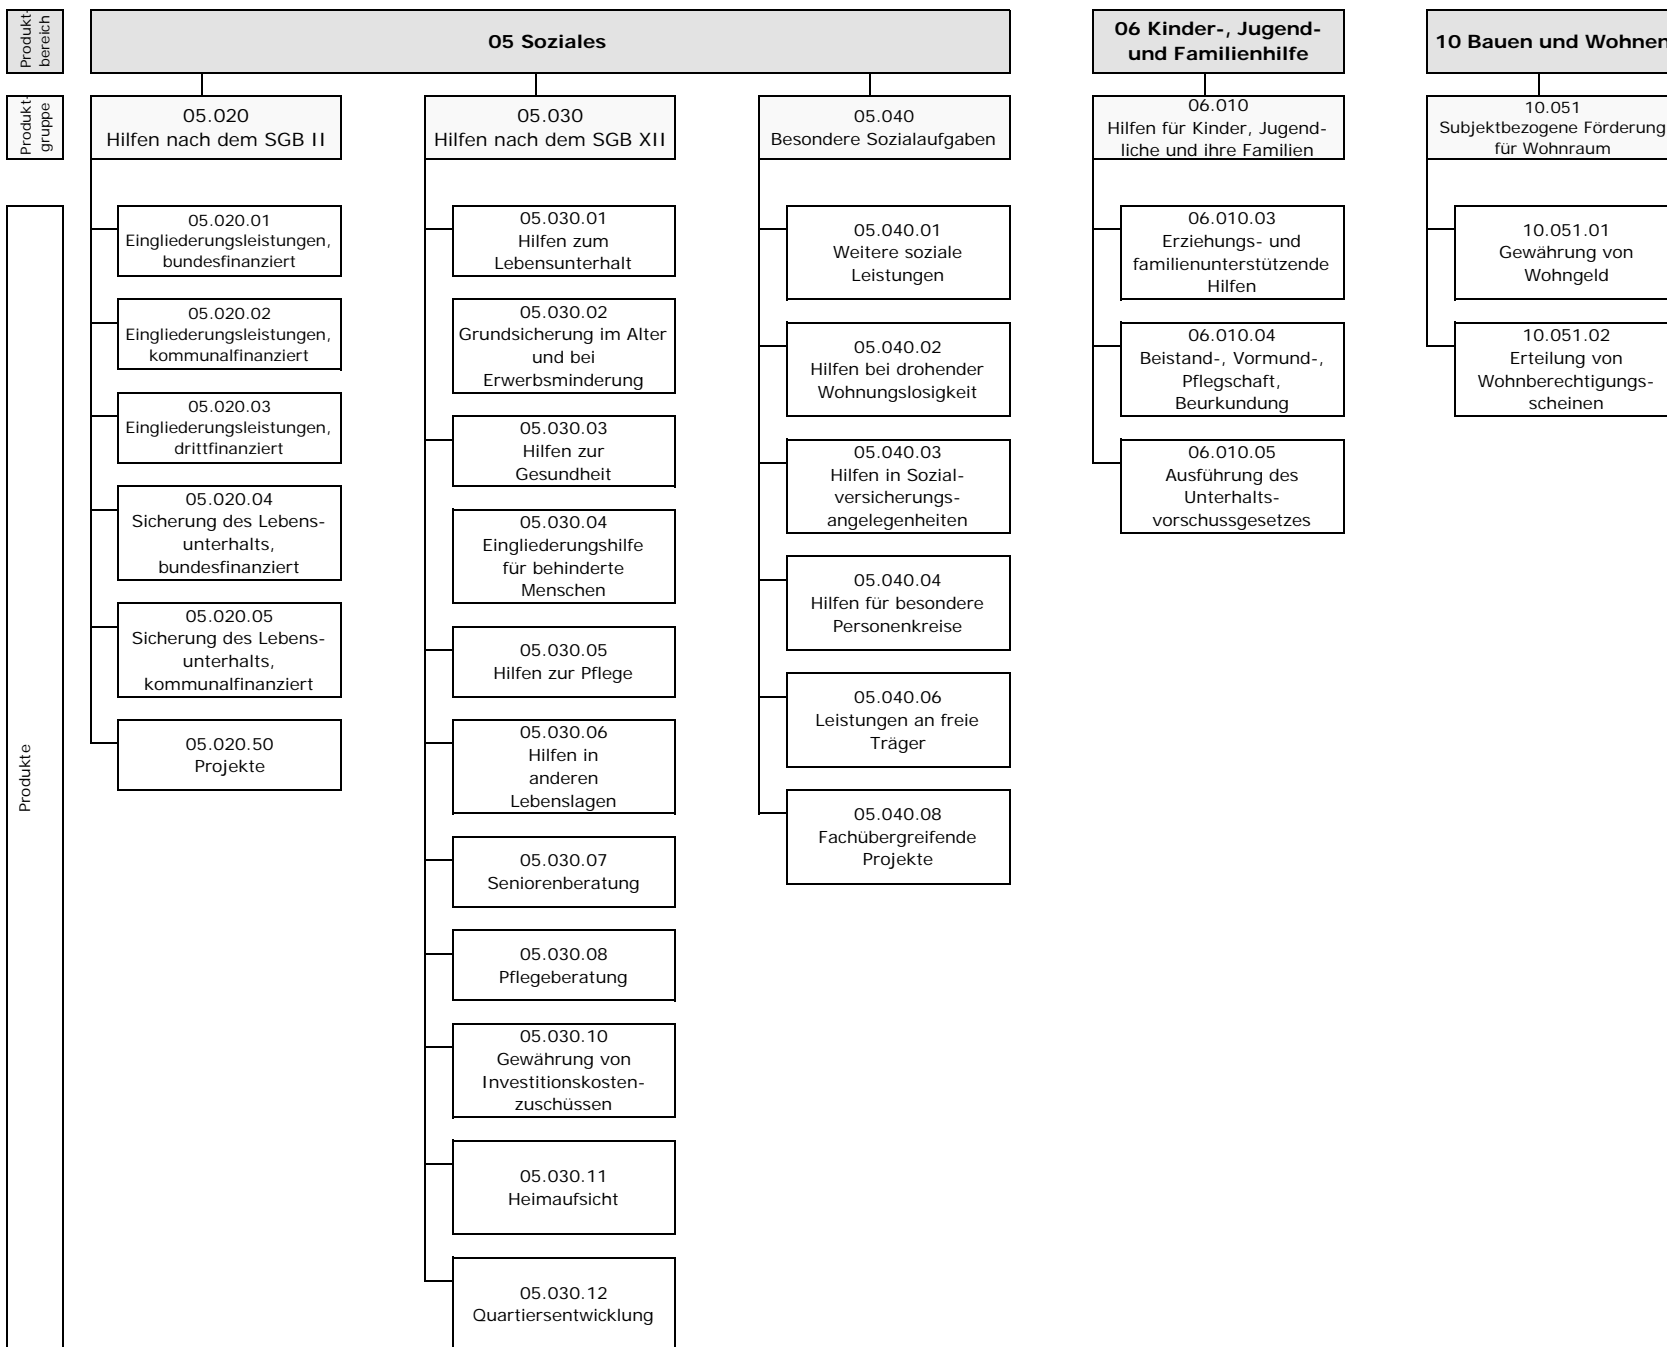 Produkt-
bereich
05 Soziales
06 Kinder-, Jugend-
und Familienhilfe
10 Bauen und Wohnen
Produkt-
gruppe
05.020
Hilfen nach dem SGB II
05.030
Hilfen nach dem SGB XII
05.040
Besondere Sozialaufgaben
06.010
Hilfen für Kinder, Jugend-
liche und ihre Familien
10.051
Subjektbezogene Förderung
für Wohnraum
Produkte
05.020.01
Eingliederungsleistungen,
bundesfinanziert
05.020.02
Eingliederungsleistungen,
kommunalfinanziert
05.020.03
Eingliederungsleistungen,
drittfinanziert
05.020.04
Sicherung des Lebens-
unterhalts,
bundesfinanziert
05.020.05
Sicherung des Lebens-
unterhalts,
kommunalfinanziert
05.020.50
Projekte
05.030.01
Hilfen zum
Lebensunterhalt
05.030.02
Grundsicherung im Alter
und bei
Erwerbsminderung
05.030.03
Hilfen zur
Gesundheit
05.030.04
Eingliederungshilfe
für behinderte
Menschen
05.030.05
Hilfen zur Pflege
05.030.06
Hilfen in
anderen
Lebenslagen
05.030.07
Seniorenberatung
05.030.08
Pflegeberatung
05.030.10
Gewährung von
Investitionskosten-
zuschüssen
05.030.11
Heimaufsicht
05.030.12
Quartiersentwicklung
05.040.01
Weitere soziale
Leistungen
05.040.02
Hilfen bei drohender
Wohnungslosigkeit
05.040.03
Hilfen in Sozial-
versicherungs-
angelegenheiten
05.040.04
Hilfen für besondere
Personenkreise
05.040.06
Leistungen an freie
Träger
05.040.08
Fachübergreifende
Projekte
06.010.03
Erziehungs- und
familienunterstützende
Hilfen
06.010.04
Beistand-, Vormund-,
Pflegschaft,
Beurkundung
06.010.05
Ausführung des
Unterhalts-
vorschussgesetzes
10.051.01
Gewährung von
Wohngeld
10.051.02
Erteilung von
Wohnberechtigungs-
scheinen